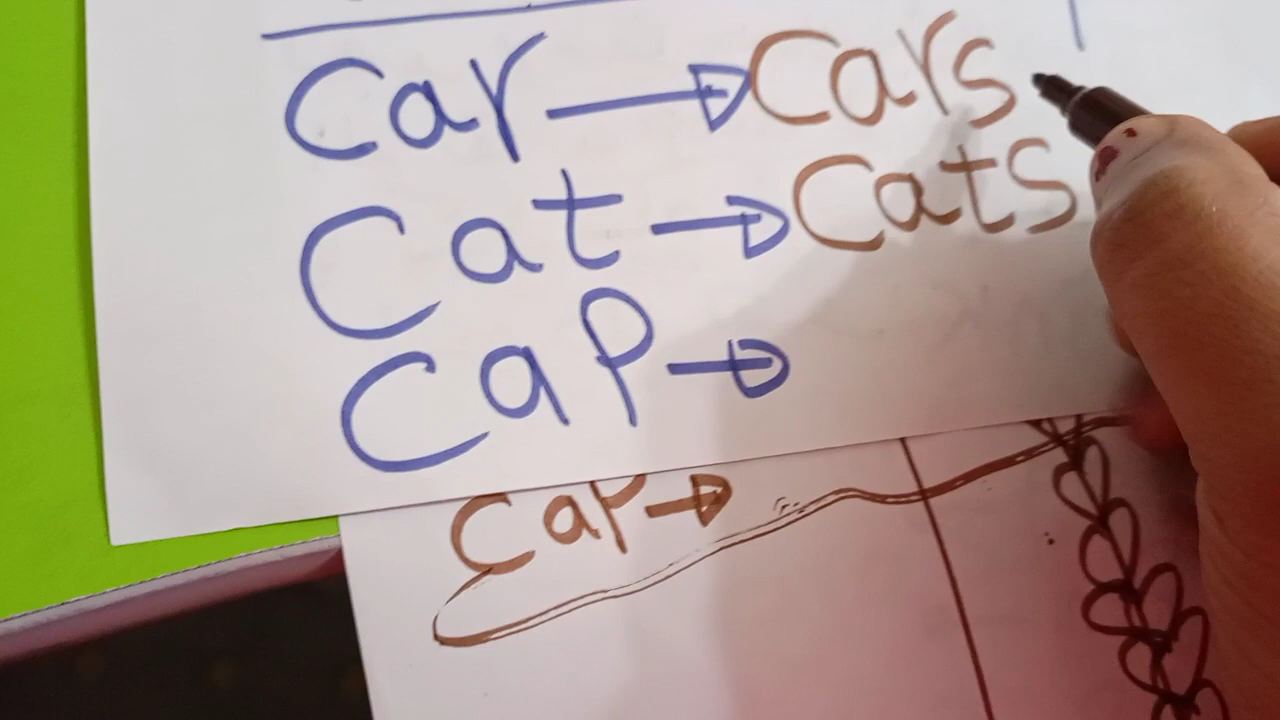 Car → Cars
Cat → Cats
Cap →
Cap →